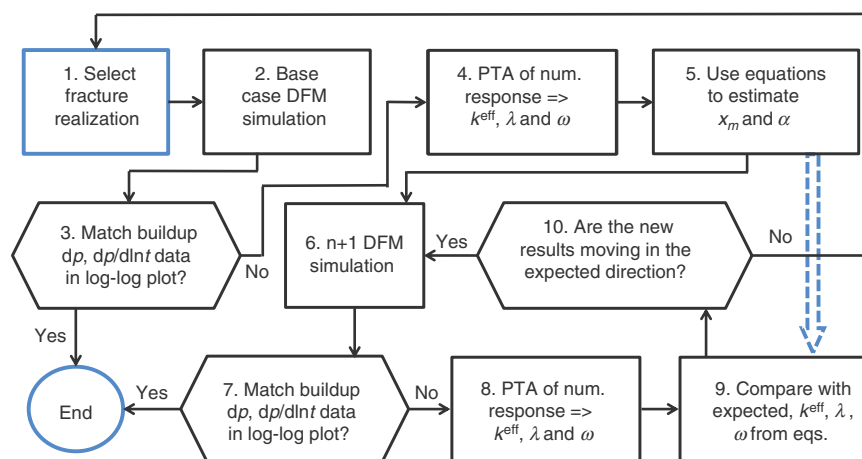 1. Select
fracture
realization
2. Base
case DFM
simulation
4. PTA of num.
response =>
k^eff, λ and ω
5. Use equations
to estimate
x_m and α
3. Match buildup
dp, dp/dlnt data
in log-log plot?
No
Yes
6. n+1 DFM
simulation
Yes
10. Are the new
results moving in the
expected direction?
No
End
Yes
7. Match buildup
dp, dp/dlnt data
in log-log plot?
No
8. PTA of num.
response =>
k^eff, λ and ω
9. Compare with
expected, k^eff, λ,
ω from eqs.